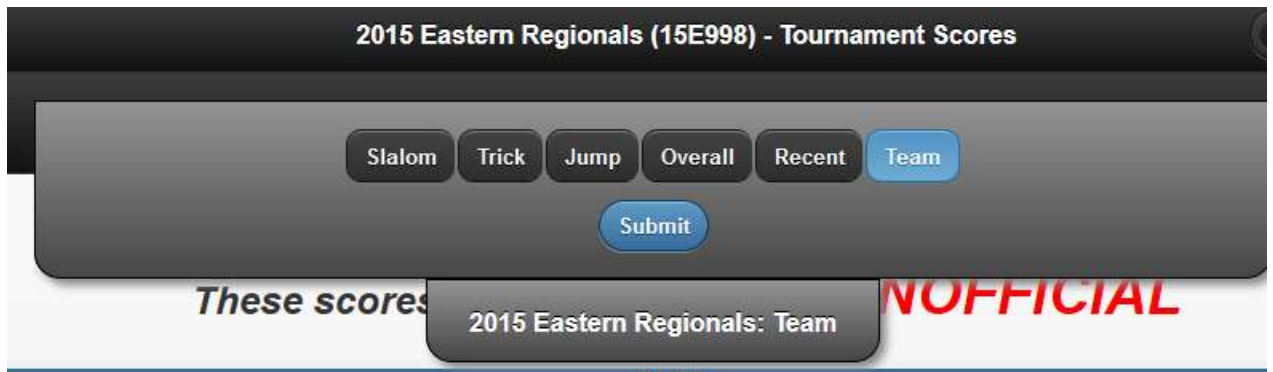 2015 Eastern Regionals (15E998) - Tournament Scores
Slalom Trick Jump Overall Recent Team
Submit
These scores NOFFICIAL
2015 Eastern Regionals: Team